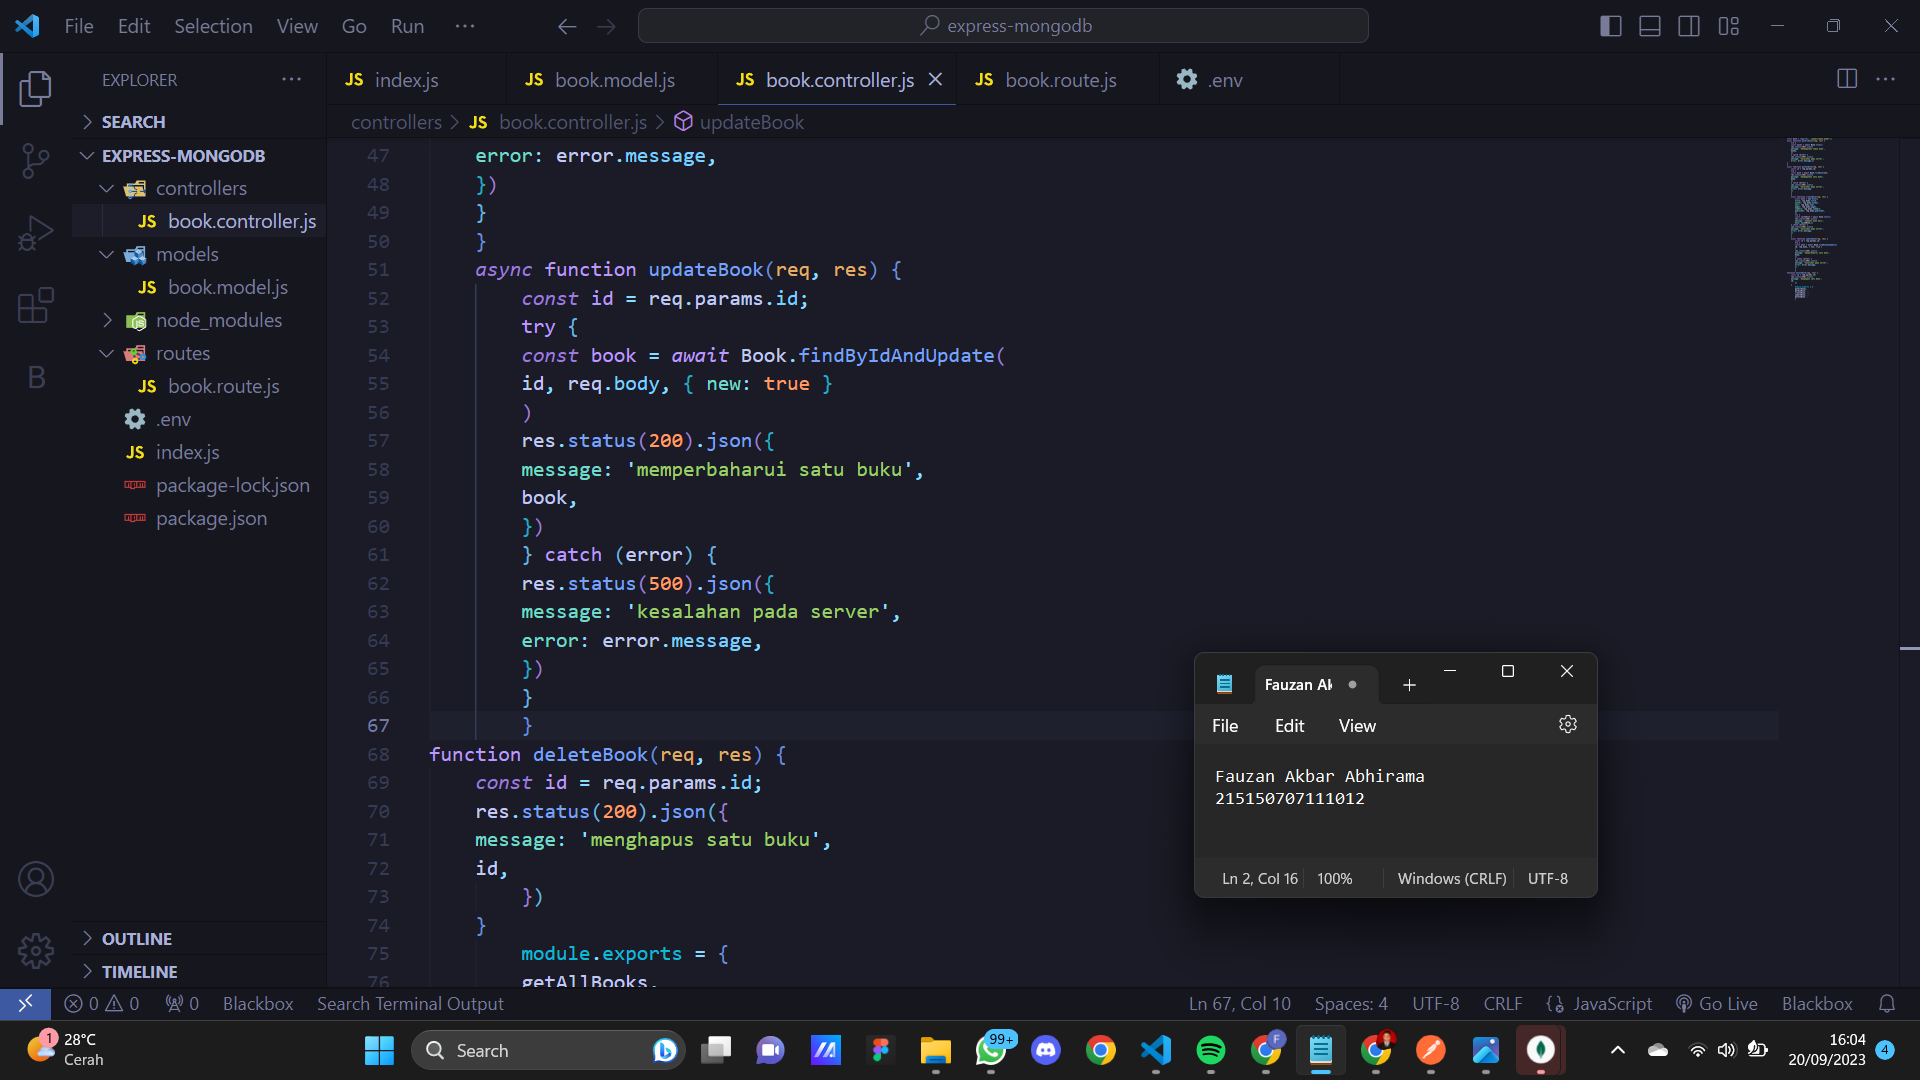 File Edit Selection View Go Run ···
express-mongodb
EXPLORER ···
SEARCH
EXPRESS-MONGODB
controllers
JS book.controller.js
models
JS book.model.js
node_modules
routes
JS book.route.js
.env
JS index.js
package-lock.json
package.json
B
OUTLINE
TIMELINE
JS index.js
JS book.model.js
JS book.controller.js
JS book.route.js
.env
controllers > JS book.controller.js > updateBook
47 error: error.message,
48 })
49 }
50 }
51 async function updateBook(req, res) {
52 const id = req.params.id;
53 try {
54 const book = await Book.findByIdAndUpdate(
55 id, req.body, { new: true }
56 )
57 res.status(200).json({
58 message: 'memperbaharui satu buku',
59 book,
60 })
61 } catch (error) {
62 res.status(500).json({
63 message: 'kesalahan pada server',
64 error: error.message,
65 })
66 }
67 }
68 function deleteBook(req, res) {
69 const id = req.params.id;
70 res.status(200).json({
71 message: 'menghapus satu buku',
72 id,
73 })
74 }
75 module.exports = {
76 getAllBooks,
Fauzan Ak
File Edit View
Fauzan Akbar Abhirama
215150707111012
Ln 2, Col 16 100% Windows (CRLF) UTF-8
0 0 0 Blackbox Search Terminal Output
Ln 67, Col 10 Spaces: 4 UTF-8 CRLF JavaScript Go Live Blackbox
1
28°C
Cerah
Search
99+
F
16:04
20/09/2023
4